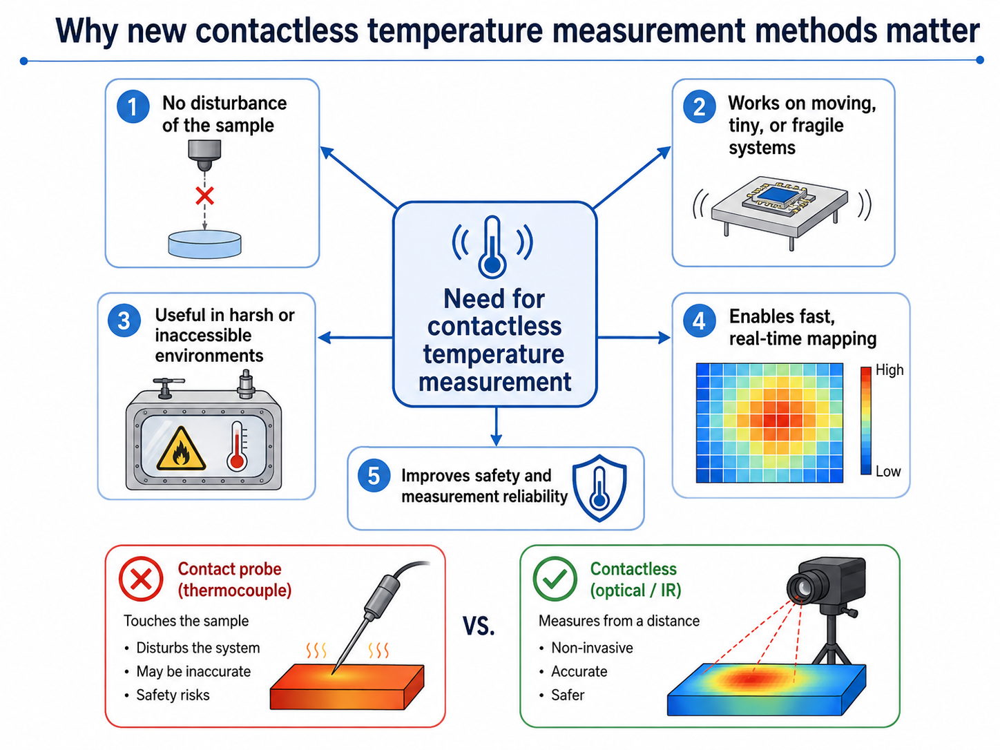 Why new contactless temperature measurement methods matter
1
No disturbance
of the sample
2
Works on moving,
tiny, or fragile
systems
Need for
contactless
temperature
measurement
3
Useful in harsh or
inaccessible
environments
4
Enables fast,
real-time mapping
High
Low
5
Improves safety and
measurement reliability
Contact probe
(thermocouple)
Touches the sample
• Disturbs the system
• May be inaccurate
• Safety risks
VS.
Contactless
(optical / IR)
Measures from a distance
• Non-invasive
• Accurate
• Safer